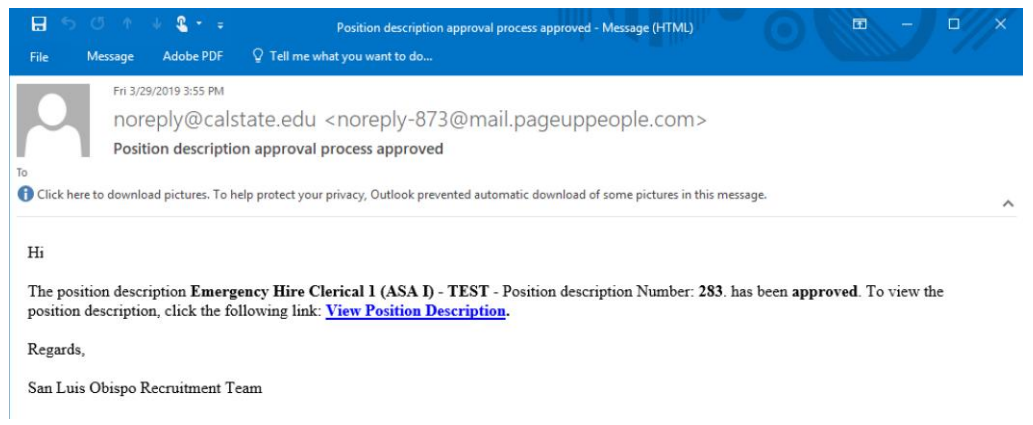 Position description approval process approved - Message (HTML)
File Message Adobe PDF Tell me what you want to do...
Fri 3/29/2019 3:55 PM
noreply@calstate.edu <noreply-873@mail.pageuppeople.com>
Position description approval process approved
To
Click here to download pictures. To help protect your privacy, Outlook prevented automatic download of some pictures in this message.
Hi
The position description Emergency Hire Clerical 1 (ASA I) - TEST - Position description Number: 283. has been approved. To view the
position description, click the following link: View Position Description.
Regards,
San Luis Obispo Recruitment Team